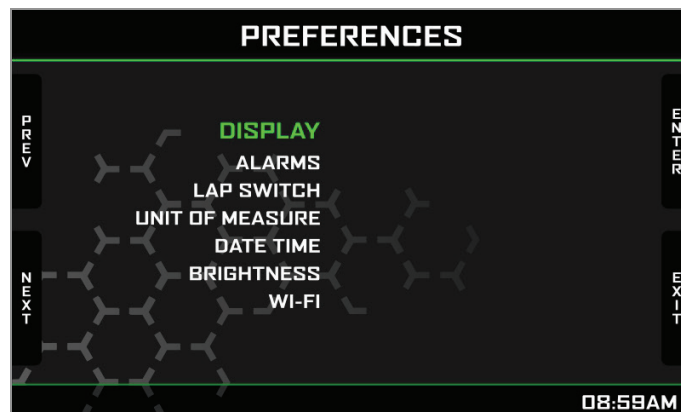 PREFERENCES
PREV
ENTER
DISPLAY
ALARMS
LAP SWITCH
UNIT OF MEASURE
DATE TIME
BRIGHTNESS
WI-FI
NEXT
EXIT
08:59AM